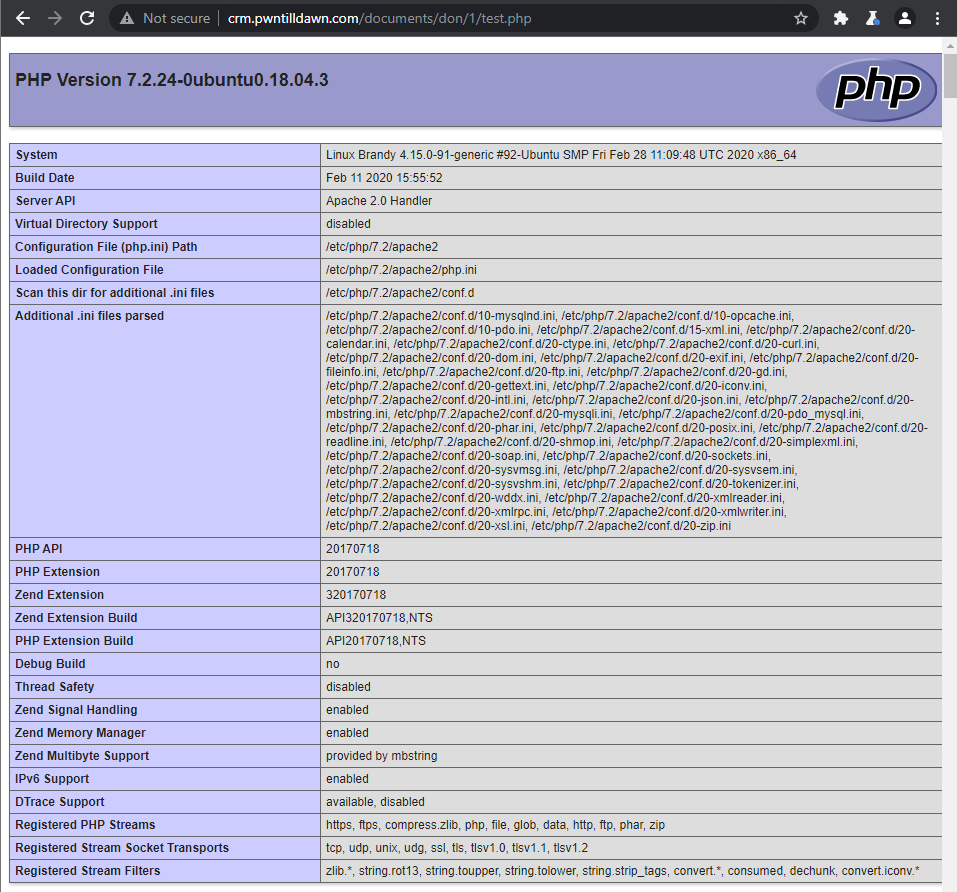 Not secure crm.pwntilldawn.com/documents/don/1/test.php
PHP Version 7.2.24-0ubuntu0.18.04.3
php
System Linux Brandy 4.15.0-91-generic #92-Ubuntu SMP Fri Feb 28 11:09:48 UTC 2020 x86_64
Build Date Feb 11 2020 15:55:52
Server API Apache 2.0 Handler
Virtual Directory Support disabled
Configuration File (php.ini) Path /etc/php/7.2/apache2
Loaded Configuration File /etc/php/7.2/apache2/php.ini
Scan this dir for additional .ini files /etc/php/7.2/apache2/conf.d
Additional .ini files parsed /etc/php/7.2/apache2/conf.d/10-mysqlnd.ini, /etc/php/7.2/apache2/conf.d/10-opcache.ini,
/etc/php/7.2/apache2/conf.d/10-pdo.ini, /etc/php/7.2/apache2/conf.d/15-xml.ini, /etc/php/7.2/apache2/conf.d/20-
calendar.ini, /etc/php/7.2/apache2/conf.d/20-ctype.ini, /etc/php/7.2/apache2/conf.d/20-curl.ini,
/etc/php/7.2/apache2/conf.d/20-dom.ini, /etc/php/7.2/apache2/conf.d/20-exif.ini, /etc/php/7.2/apache2/conf.d/20-
fileinfo.ini, /etc/php/7.2/apache2/conf.d/20-ftp.ini, /etc/php/7.2/apache2/conf.d/20-gd.ini,
/etc/php/7.2/apache2/conf.d/20-gettext.ini, /etc/php/7.2/apache2/conf.d/20-iconv.ini,
/etc/php/7.2/apache2/conf.d/20-intl.ini, /etc/php/7.2/apache2/conf.d/20-json.ini, /etc/php/7.2/apache2/conf.d/20-
mbstring.ini, /etc/php/7.2/apache2/conf.d/20-mysqli.ini, /etc/php/7.2/apache2/conf.d/20-pdo_mysql.ini,
/etc/php/7.2/apache2/conf.d/20-phar.ini, /etc/php/7.2/apache2/conf.d/20-posix.ini, /etc/php/7.2/apache2/conf.d/20-
readline.ini, /etc/php/7.2/apache2/conf.d/20-shmop.ini, /etc/php/7.2/apache2/conf.d/20-simplexml.ini,
/etc/php/7.2/apache2/conf.d/20-soap.ini, /etc/php/7.2/apache2/conf.d/20-sockets.ini,
/etc/php/7.2/apache2/conf.d/20-sysvmsg.ini, /etc/php/7.2/apache2/conf.d/20-sysvsem.ini,
/etc/php/7.2/apache2/conf.d/20-sysvshm.ini, /etc/php/7.2/apache2/conf.d/20-tokenizer.ini,
/etc/php/7.2/apache2/conf.d/20-wddx.ini, /etc/php/7.2/apache2/conf.d/20-xmlreader.ini,
/etc/php/7.2/apache2/conf.d/20-xmlrpc.ini, /etc/php/7.2/apache2/conf.d/20-xmlwriter.ini,
/etc/php/7.2/apache2/conf.d/20-xsl.ini, /etc/php/7.2/apache2/conf.d/20-zip.ini
PHP API 20170718
PHP Extension 20170718
Zend Extension 320170718
Zend Extension Build API320170718,NTS
PHP Extension Build API20170718,NTS
Debug Build no
Thread Safety disabled
Zend Signal Handling enabled
Zend Memory Manager enabled
Zend Multibyte Support provided by mbstring
IPv6 Support enabled
DTrace Support available, disabled
Registered PHP Streams https, ftps, compress.zlib, php, file, glob, data, http, ftp, phar, zip
Registered Stream Socket Transports tcp, udp, unix, udg, ssl, tls, tlsv1.0, tlsv1.1, tlsv1.2
Registered Stream Filters zlib.*, string.rot13, string.toupper, string.tolower, string.strip_tags, convert.*, consumed, dechunk, convert.iconv.*